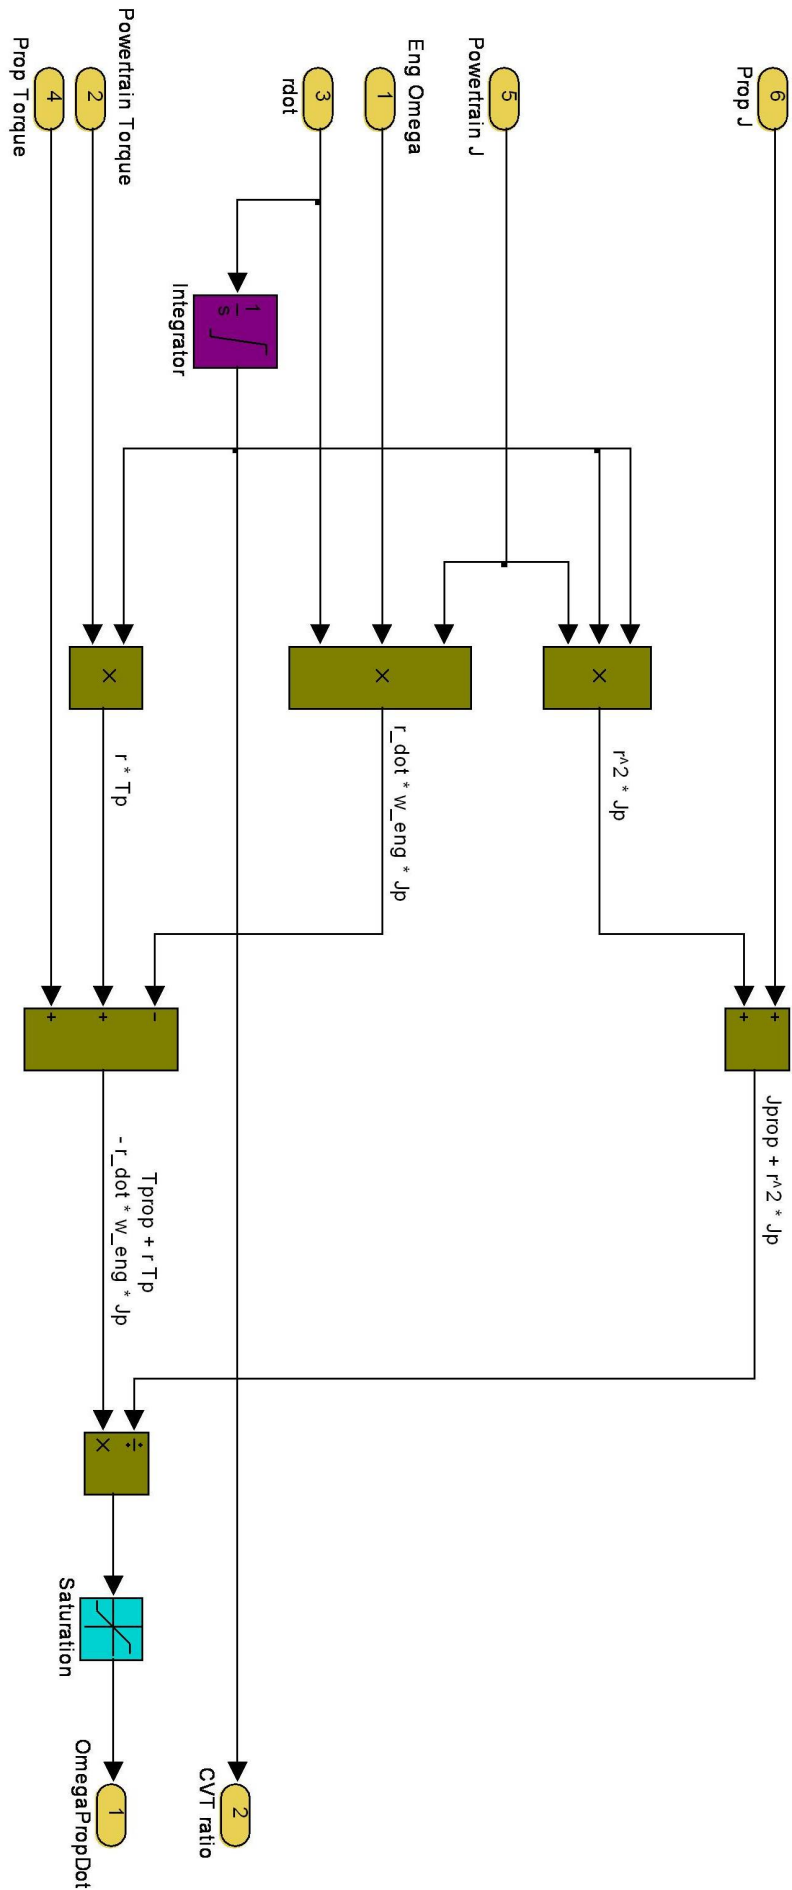 6
Prop J
+
+
Jprop + r^2 * Jp
5
Powertrain J
×
r^2 * Jp
1
Eng Omega
3
rdot
×
r_dot * w_eng * Jp
1
s
Integrator
2
CVT ratio
2
Powertrain Torque
×
r * Tp
4
Prop Torque
-
+
+
Tprop + r Tp
- r_dot * w_eng * Jp
÷
×
Saturation
1
OmegaPropDot